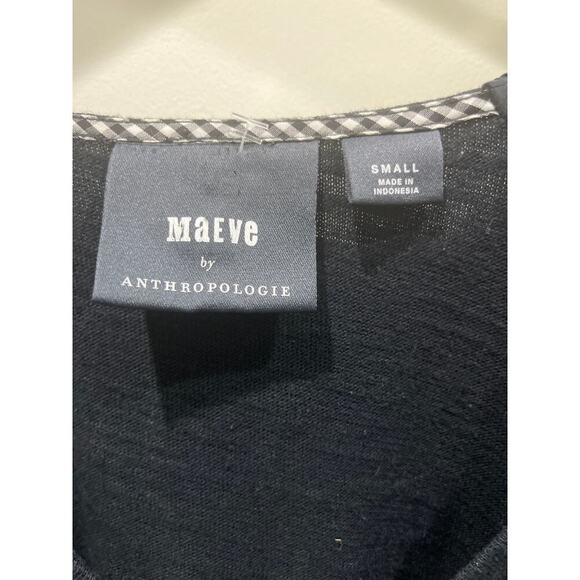 MaEVe
by
ANTHROPOLOGIE
SMALL
MADE IN
INDONESIA